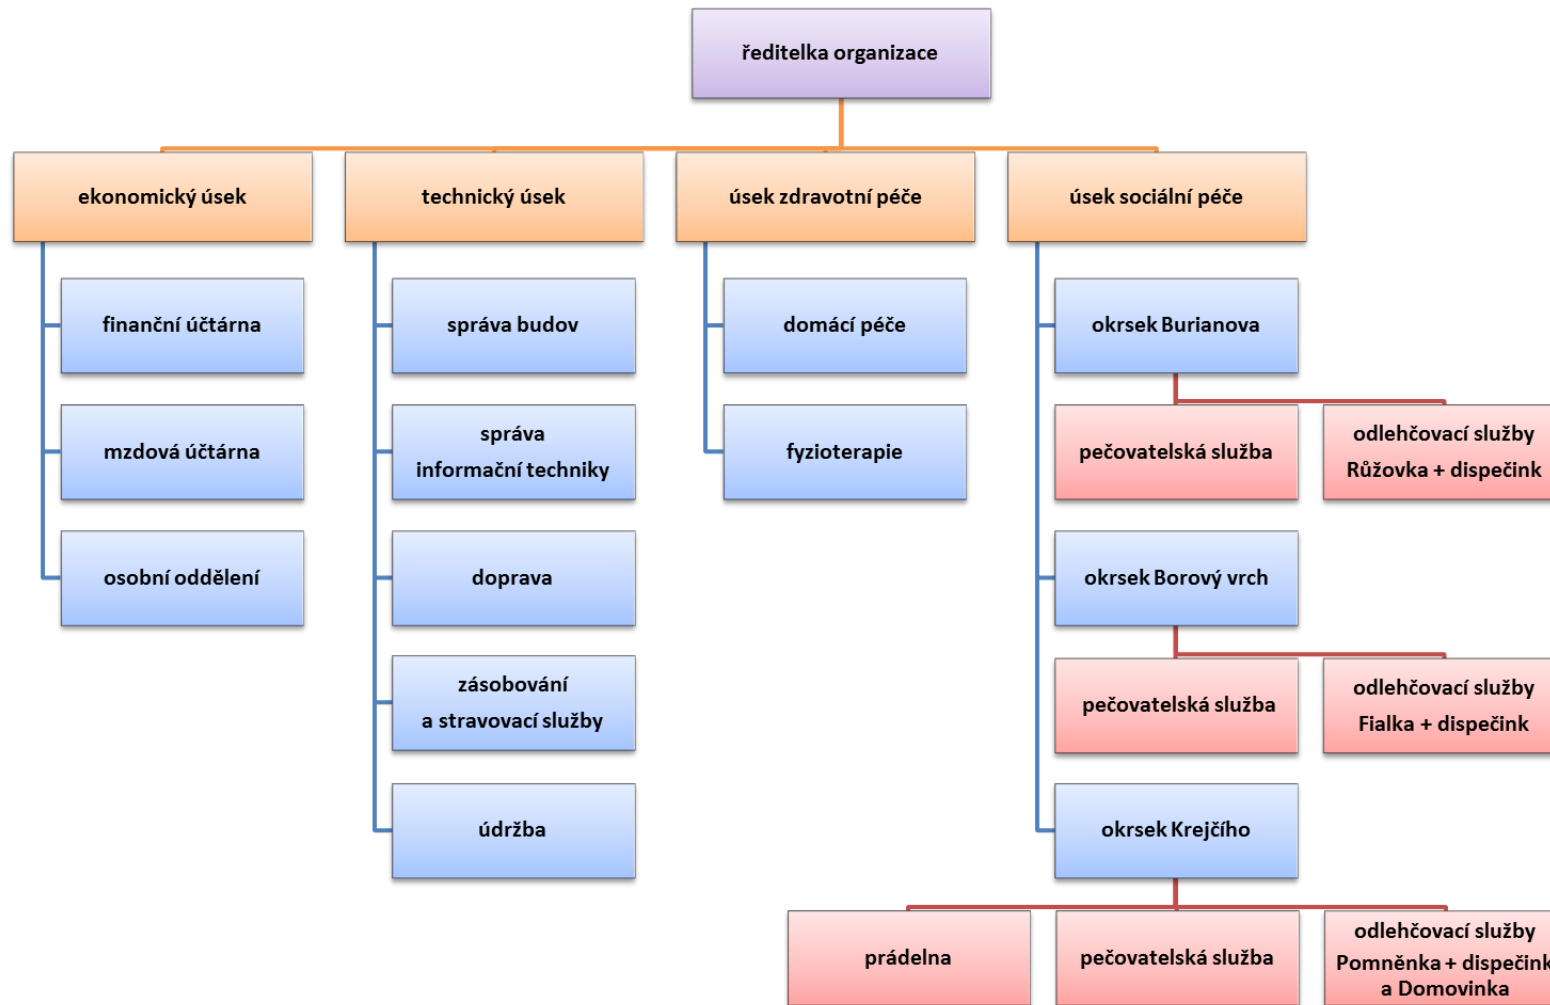 ředitelka organizace
ekonomický úsek
technický úsek
úsek zdravotní péče
úsek sociální péče
finanční účtárna
správa budov
domácí péče
okrsek Burianova
mzdová účtárna
správa
informační techniky
fyzioterapie
pečovatelská služba
odlehčovací služby
Růžovka + dispečink
osobní oddělení
doprava
okrsek Borový vrch
zásobování
a stravovací služby
pečovatelská služba
odlehčovací služby
Fialka + dispečink
údržba
okrsek Krejčího
prádelna
pečovatelská služba
odlehčovací služby
Pomněnka + dispečink
a Domovinka